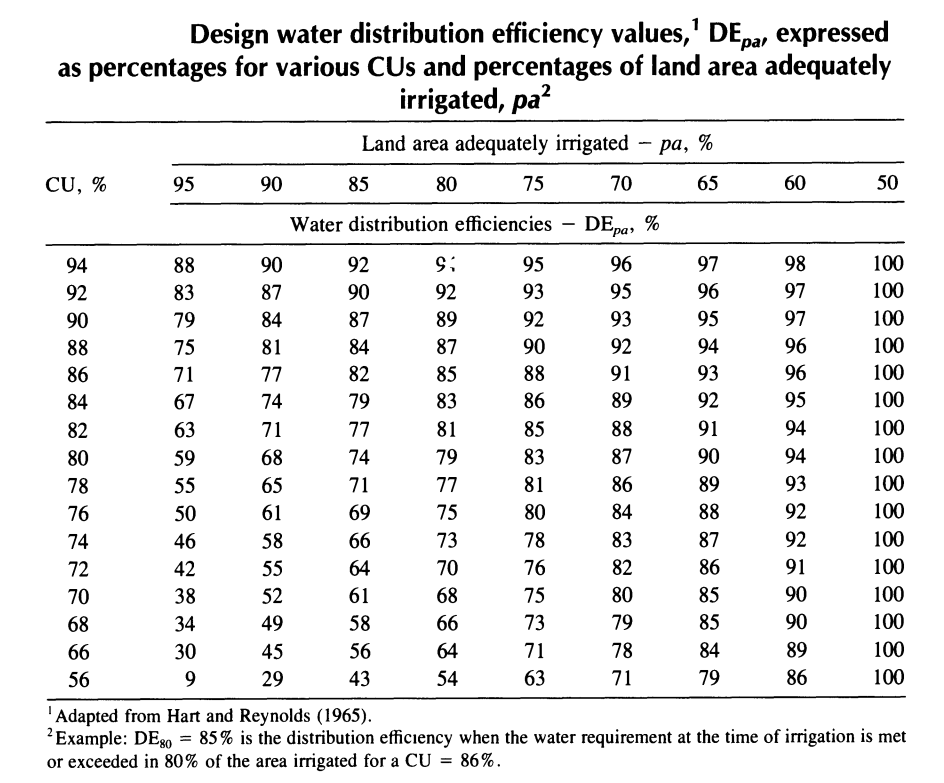 Design water distribution efficiency values,¹ DEpa, expressed
as percentages for various CUs and percentages of land area adequately
irrigated, pa²
Land area adequately irrigated − pa, %
CU, % 95 90 85 80 75 70 65 60 50
Water distribution efficiencies − DEpa, %
94 88 90 92 95 96 97 98 100
92 83 87 90 92 93 95 96 97 100
90 79 84 87 89 92 93 95 97 100
88 75 81 84 87 90 92 94 96 100
86 71 77 82 85 88 91 93 96 100
84 67 74 79 83 86 89 92 95 100
82 63 71 77 81 85 88 91 94 100
80 59 68 74 79 83 87 90 94 100
78 55 65 71 77 81 86 89 93 100
76 50 61 69 75 80 84 88 92 100
74 46 58 66 73 78 83 87 92 100
72 42 55 64 70 76 82 86 91 100
70 38 52 61 68 75 80 85 90 100
68 34 49 58 66 73 79 85 90 100
66 30 45 56 64 71 78 84 89 100
56 9 29 43 54 63 71 79 86 100
¹Adapted from Hart and Reynolds (1965).
²Example: DE₈₀ = 85% is the distribution efficiency when the water requirement at the time of irrigation is met
or exceeded in 80% of the area irrigated for a CU = 86%.